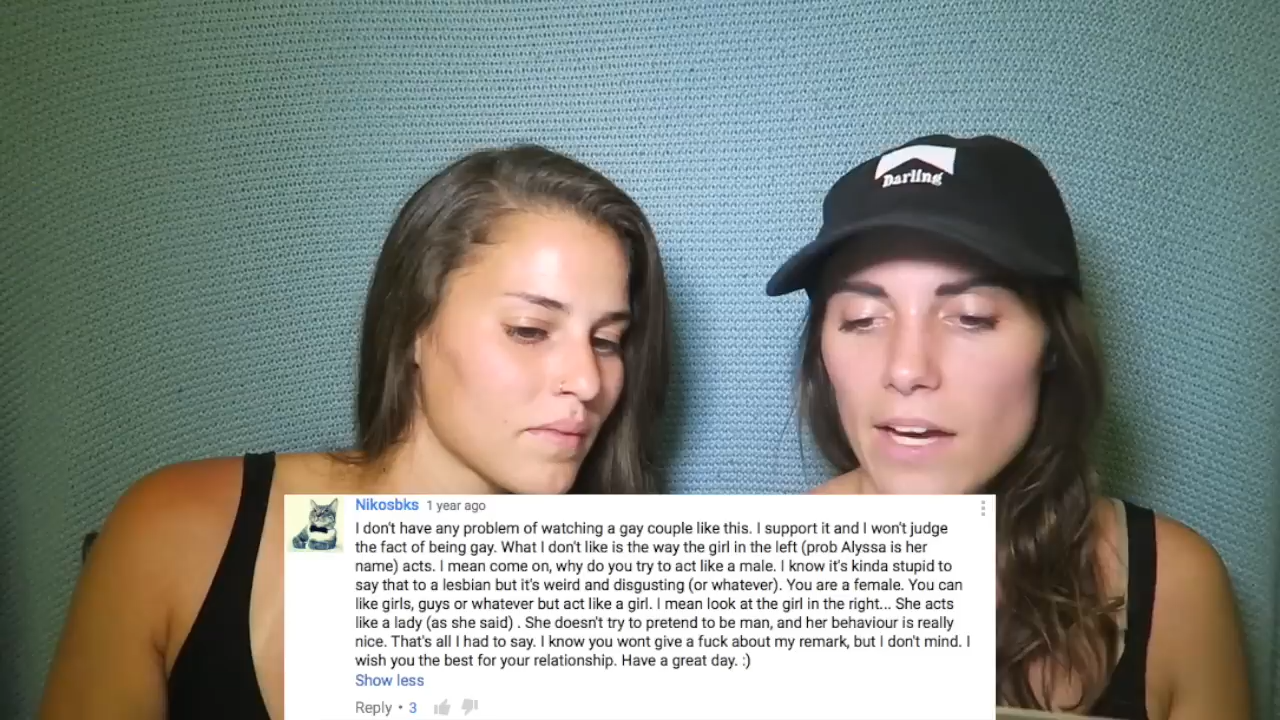 Darling
Nikosbks 1 year ago
I don't have any problem of watching a gay couple like this. I support it and I won't judge
the fact of being gay. What I don't like is the way the girl in the left (prob Alyssa is her
name) acts. I mean come on, why do you try to act like a male. I know it's kinda stupid to
say that to a lesbian but it's weird and disgusting (or whatever). You are a female. You can
like girls, guys or whatever but act like a girl. I mean look at the girl in the right... She acts
like a lady (as she said) . She doesn't try to pretend to be man, and her behaviour is really
nice. That's all I had to say. I know you wont give a fuck about my remark, but I don't mind. I
wish you the best for your relationship. Have a great day. :)
Show less
Reply • 3